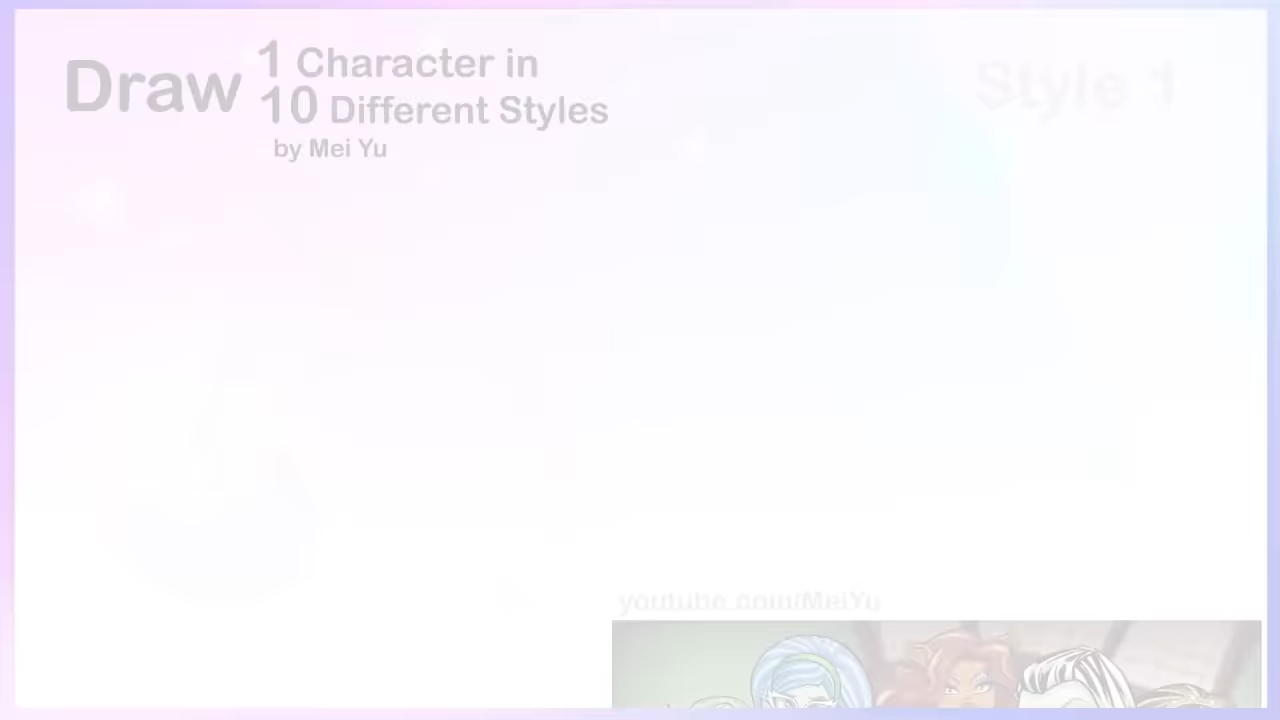 Draw
1 Character in
10 Different Styles
by Mei Yu
Style 1
youtube.com/MeiYu